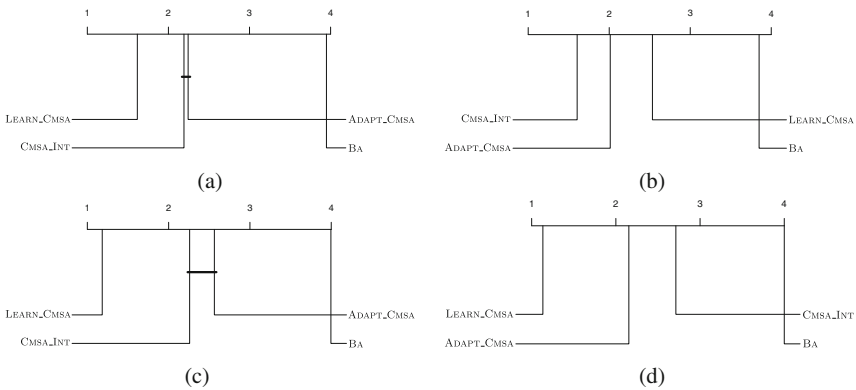 1 2 3 4
LEARN_CMSA ADAPT_CMSA
CMSA_INT BA
(a)
1 2 3 4
CMSA_INT LEARN_CMSA
ADAPT_CMSA BA
(b)
1 2 3 4
LEARN_CMSA ADAPT_CMSA
CMSA_INT BA
(c)
1 2 3 4
LEARN_CMSA CMSA_INT
ADAPT_CMSA BA
(d)